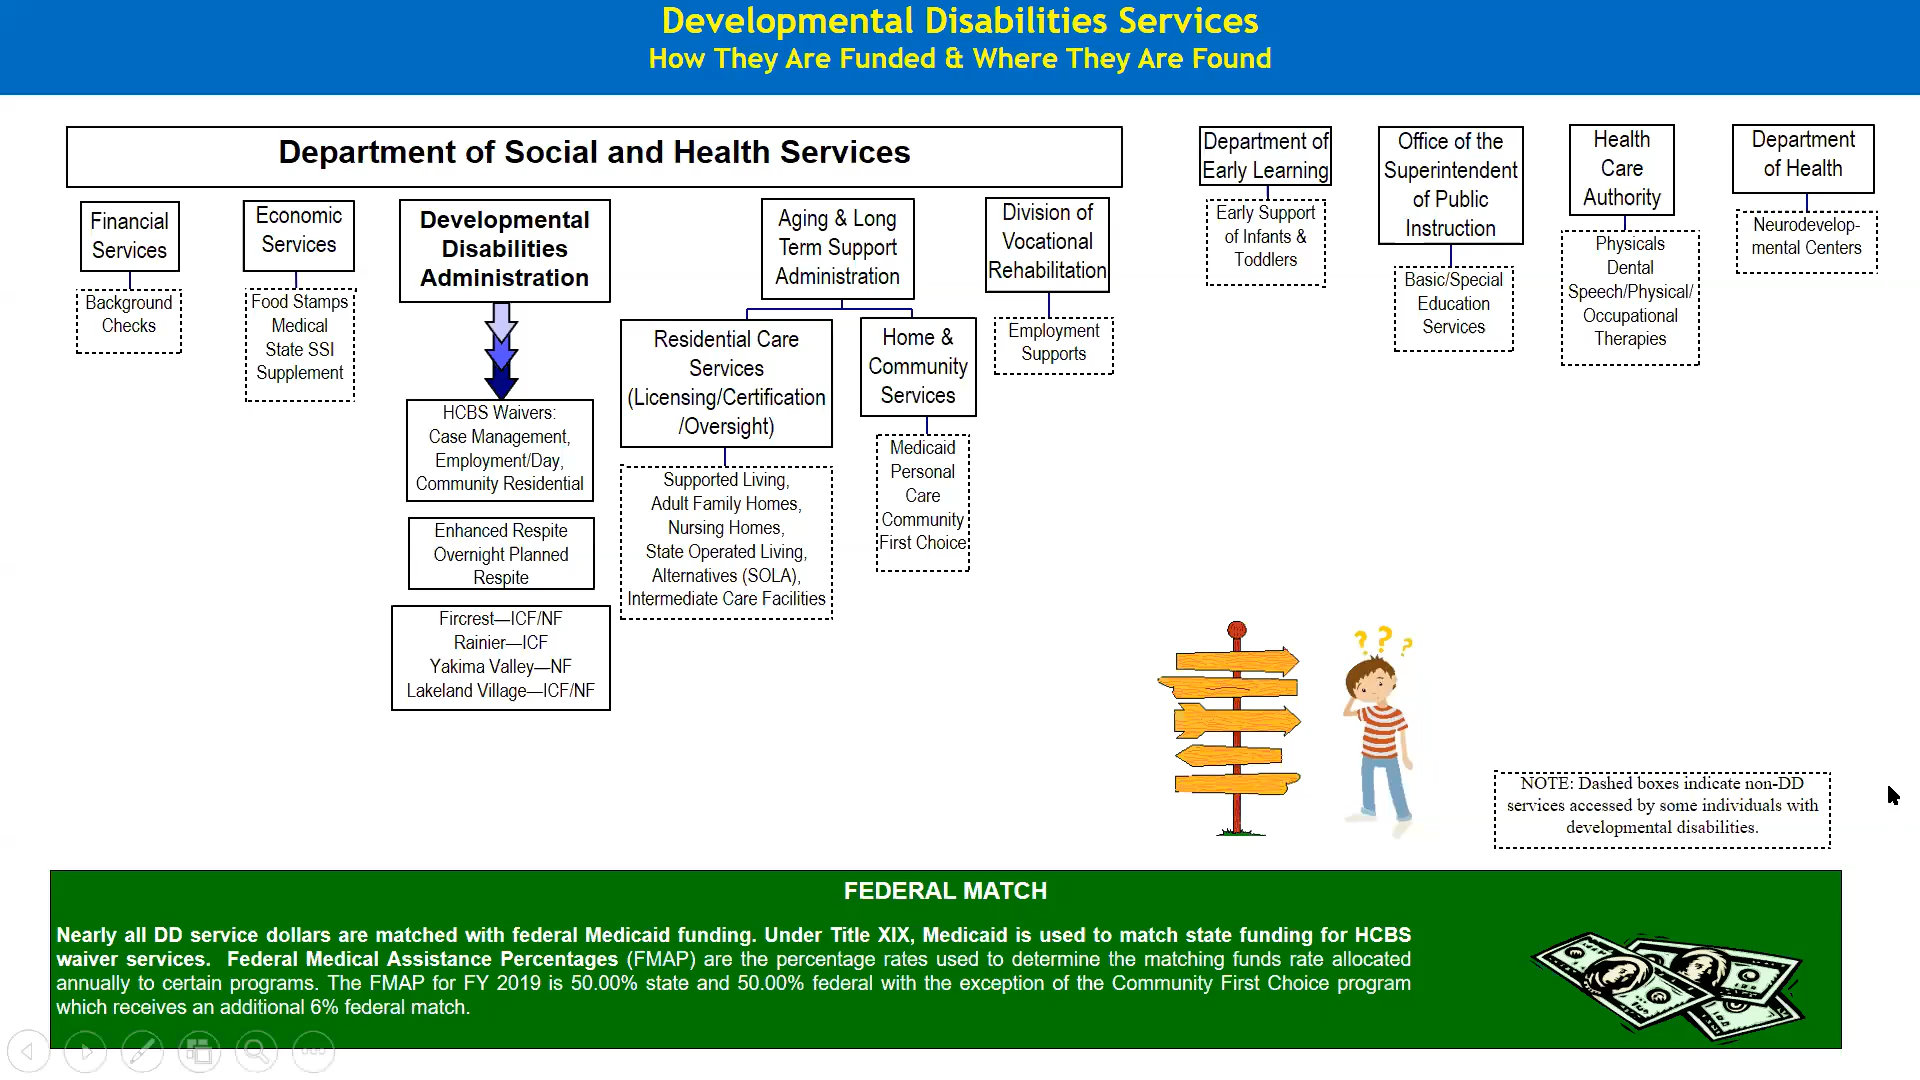 Developmental Disabilities Services
How They Are Funded & Where They Are Found
Department of Social and Health Services
Financial
Services
Background
Checks
Economic
Services
Food Stamps
Medical
State SSI
Supplement
Developmental
Disabilities
Administration
HCBS Waivers:
Case Management,
Employment/Day,
Community Residential
Enhanced Respite
Overnight Planned
Respite
Fircrest—ICF/NF
Rainier—ICF
Yakima Valley—NF
Lakeland Village—ICF/NF
Aging & Long
Term Support
Administration
Residential Care
Services
(Licensing/Certification
/Oversight)
Supported Living,
Adult Family Homes,
Nursing Homes,
State Operated Living,
Alternatives (SOLA),
Intermediate Care Facilities
Home &
Community
Services
Medicaid
Personal
Care
Community
First Choice
Division of
Vocational
Rehabilitation
Employment
Supports
Department of
Early Learning
Early Support
of Infants &
Toddlers
Office of the
Superintendent
of Public
Instruction
Basic/Special
Education
Services
Health
Care
Authority
Physicals
Dental
Speech/Physical/
Occupational
Therapies
Department
of Health
Neurodevelop-
mental Centers
???
NOTE: Dashed boxes indicate non-DD
services accessed by some individuals with
developmental disabilities.
FEDERAL MATCH
Nearly all DD service dollars are matched with federal Medicaid funding. Under Title XIX, Medicaid is used to match state funding for HCBS
waiver services. Federal Medical Assistance Percentages (FMAP) are the percentage rates used to determine the matching funds rate allocated
annually to certain programs. The FMAP for FY 2019 is 50.00% state and 50.00% federal with the exception of the Community First Choice program
which receives an additional 6% federal match.